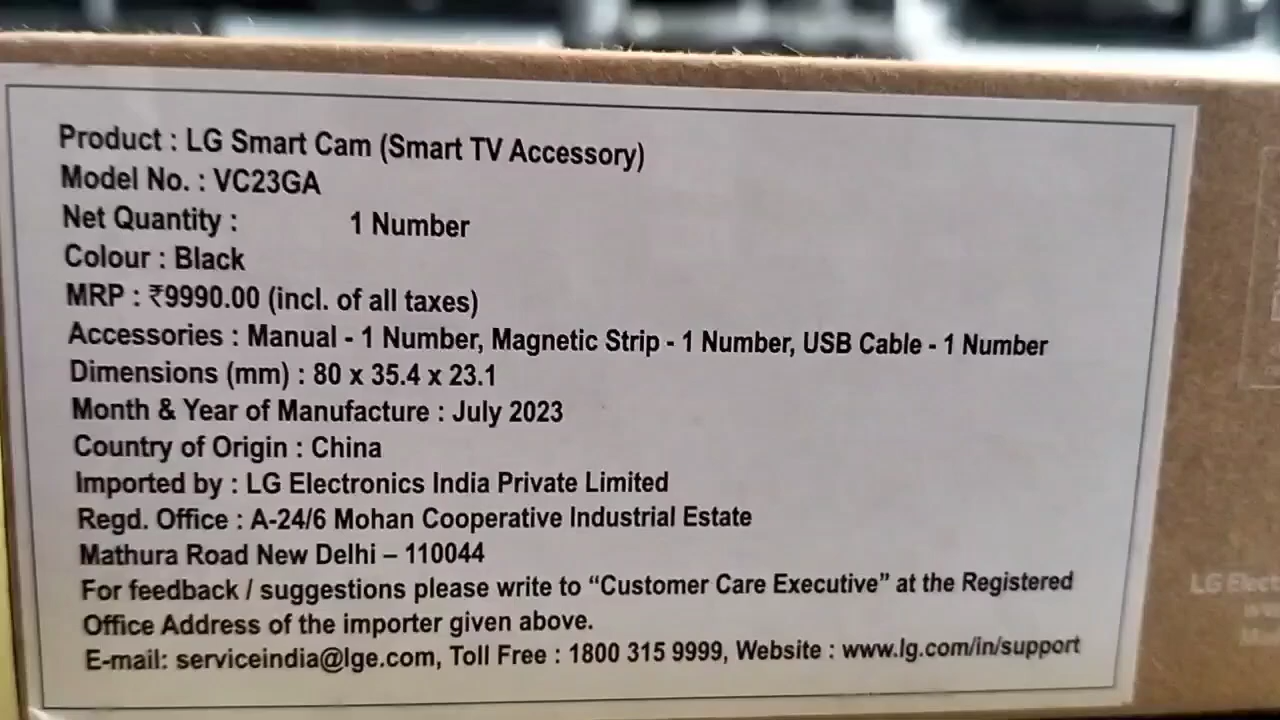 Product : LG Smart Cam (Smart TV Accessory)
Model No. : VC23GA
Net Quantity : 1 Number
Colour : Black
MRP : ₹9990.00 (incl. of all taxes)
Accessories : Manual - 1 Number, Magnetic Strip - 1 Number, USB Cable - 1 Number
Dimensions (mm) : 80 x 35.4 x 23.1
Month & Year of Manufacture : July 2023
Country of Origin : China
Imported by : LG Electronics India Private Limited
Regd. Office : A-24/6 Mohan Cooperative Industrial Estate
Mathura Road New Delhi – 110044
For feedback / suggestions please write to “Customer Care Executive” at the Registered
Office Address of the importer given above.
E-mail: serviceindia@lge.com, Toll Free : 1800 315 9999, Website : www.lg.com/in/support
LG